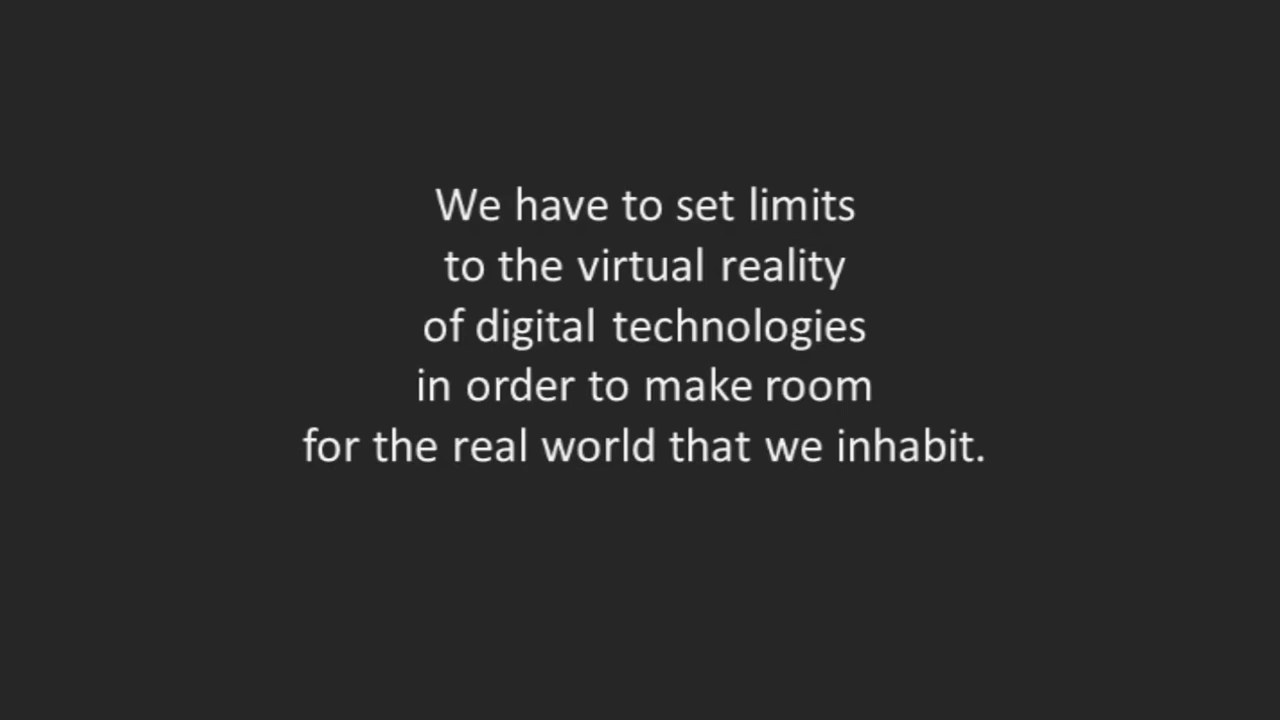 We have to set limits
to the virtual reality
of digital technologies
in order to make room
for the real world that we inhabit.